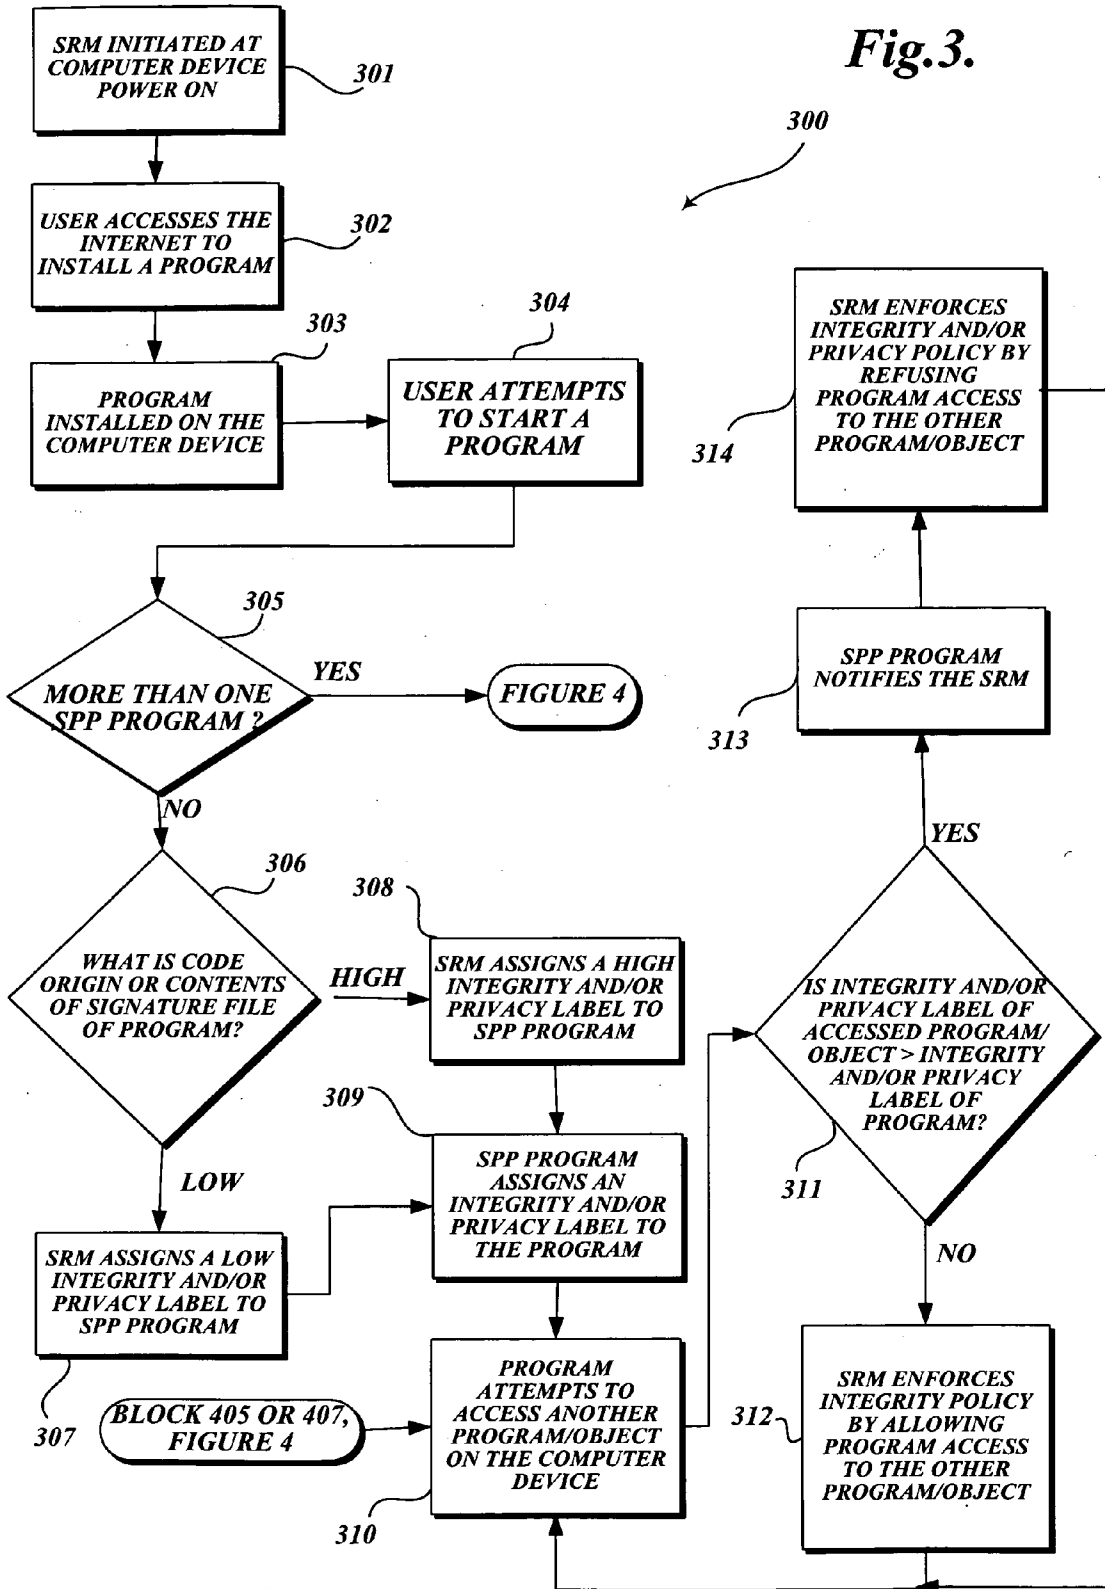 Fig.3.
300
SRM INITIATED AT
COMPUTER DEVICE
POWER ON
301
USER ACCESSES THE
INTERNET TO
INSTALL A PROGRAM
302
303
PROGRAM
INSTALLED ON THE
COMPUTER DEVICE
304
USER ATTEMPTS
TO START A
PROGRAM
305
MORE THAN ONE
SPP PROGRAM ?
YES
FIGURE 4
NO
306
WHAT IS CODE
ORIGIN OR CONTENTS
OF SIGNATURE FILE
OF PROGRAM?
HIGH
LOW
SRM ASSIGNS A LOW
INTEGRITY AND/OR
PRIVACY LABEL TO
SPP PROGRAM
307
308
SRM ASSIGNS A HIGH
INTEGRITY AND/OR
PRIVACY LABEL TO
SPP PROGRAM
309
SPP PROGRAM
ASSIGNS AN
INTEGRITY AND/OR
PRIVACY LABEL TO
THE PROGRAM
BLOCK 405 OR 407,
FIGURE 4
PROGRAM
ATTEMPTS TO
ACCESS ANOTHER
PROGRAM/OBJECT
ON THE COMPUTER
DEVICE
310
IS INTEGRITY AND/OR
PRIVACY LABEL OF
ACCESSED PROGRAM/
OBJECT > INTEGRITY
AND/OR PRIVACY
LABEL OF
PROGRAM?
311
NO
SRM ENFORCES
INTEGRITY POLICY
BY ALLOWING
PROGRAM ACCESS
TO THE OTHER
PROGRAM/OBJECT
312
YES
SPP PROGRAM
NOTIFIES THE SRM
313
SRM ENFORCES
INTEGRITY AND/OR
PRIVACY POLICY BY
REFUSING
PROGRAM ACCESS
TO THE OTHER
PROGRAM/OBJECT
314